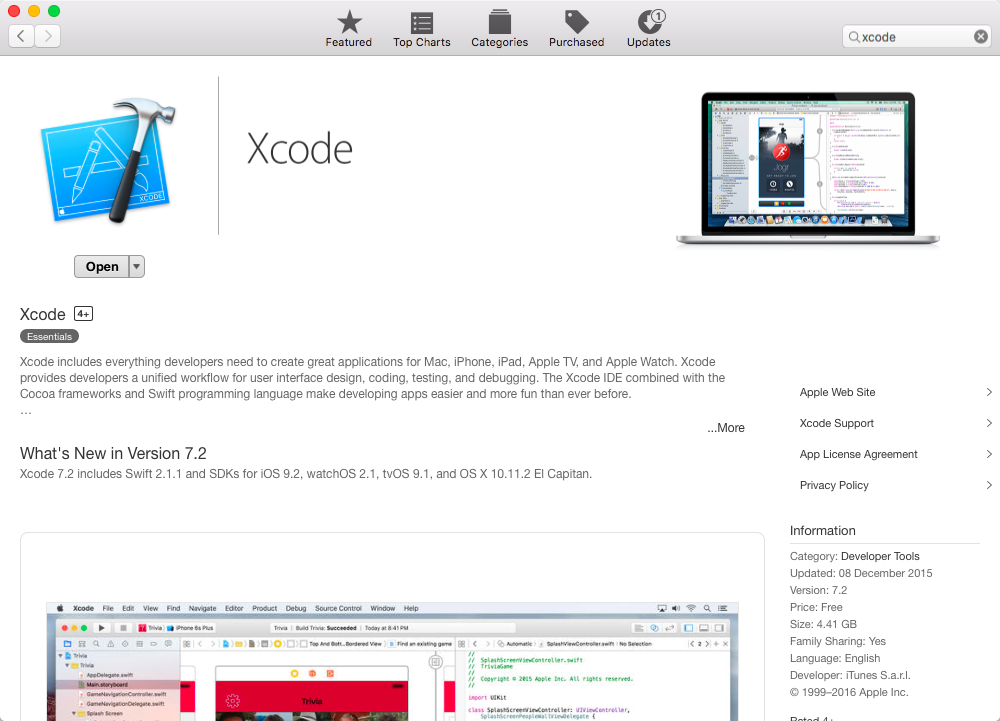 1
Featured
Top Charts
Categories
Purchased
Updates
xcode
XCODE
Xcode
Jogr
Open
Xcode 4+
Essentials
Xcode includes everything developers need to create great applications for Mac, iPhone, iPad, Apple TV, and Apple Watch. Xcode
provides developers a unified workflow for user interface design, coding, testing, and debugging. The Xcode IDE combined with the
Cocoa frameworks and Swift programming language make developing apps easier and more fun than ever before.
...
...More
What's New in Version 7.2
Xcode 7.2 includes Swift 2.1.1 and SDKs for iOS 9.2, watchOS 2.1, tvOS 9.1, and OS X 10.11.2 El Capitan.
Apple Web Site
Xcode Support
App License Agreement
Privacy Policy
Information
Category: Developer Tools
Updated: 08 December 2015
Version: 7.2
Price: Free
Size: 4.41 GB
Family Sharing: Yes
Language: English
Developer: iTunes S.a.r.l.
© 1999–2016 Apple Inc.
Rated 4+
Xcode File Edit View Find Navigate Editor Product Debug Source Control Window Help
Trivia iPhone 6s Plus
Trivia Build Trivia: Succeeded Today at 8:41 PM
Top And Bott...Bordered View Find an existing game
Automatic SplashViewController.swift No Selection
2
Trivia
Trivia
AppDelegate.swift
Main.storyboard
GameNavigationController.swift
GameNavigationDelegate.swift
Splash Screen
Trivia
//
// SplashScreenViewController.swift
// TriviaGame
//
// Copyright © 2015 Apple Inc. All rights reserved.
//
import UIKit
class SplashScreenViewController: UIViewController,
SplashScreenPeopleWallViewDelegate {